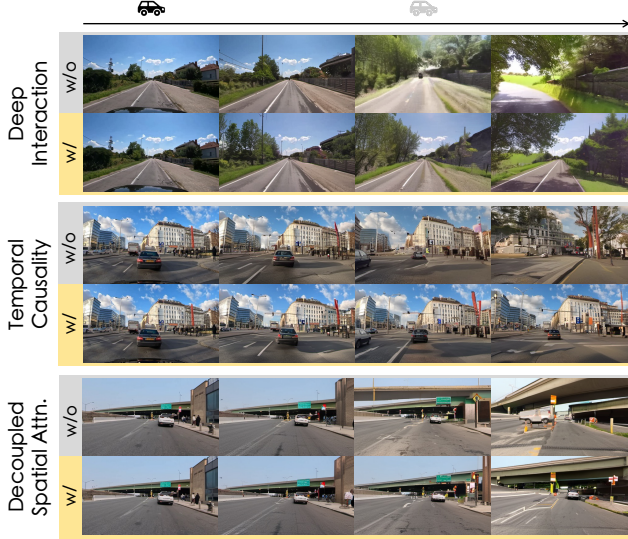 Deep
Interaction
w/o
w/
Temporal
Causality
w/o
w/
Decoupled
Spatial Attn.
w/o
w/